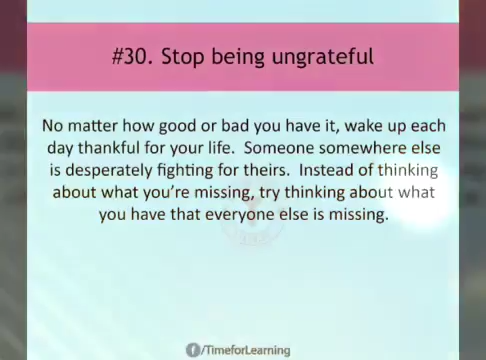 #30. Stop being ungrateful
No matter how good or bad you have it, wake up each
day thankful for your life.  Someone somewhere else
is desperately fighting for theirs.  Instead of thinking
about what you're missing, try thinking about what
you have that everyone else is missing.
/TimeforLearning